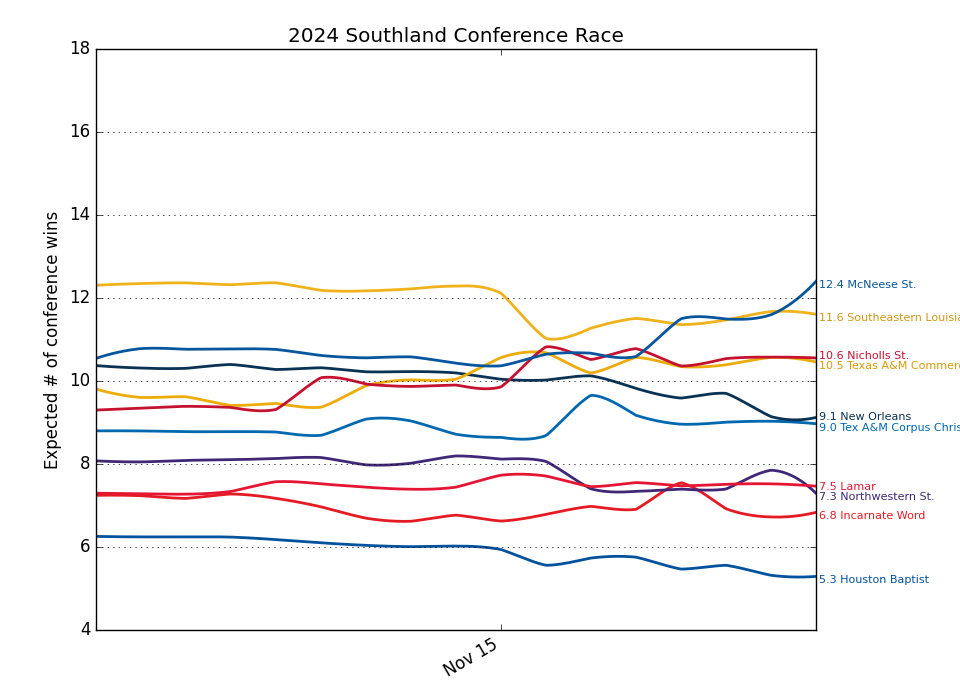 2024 Southland Conference Race
Expected # of conference wins
18
16
14
12
10
8
6
4
Nov 15
12.4 McNeese St.
11.6 Southeastern Louisia
10.6 Nicholls St.
10.5 Texas A&M Commerc
9.1 New Orleans
9.0 Tex A&M Corpus Chris
7.5 Lamar
7.3 Northwestern St.
6.8 Incarnate Word
5.3 Houston Baptist